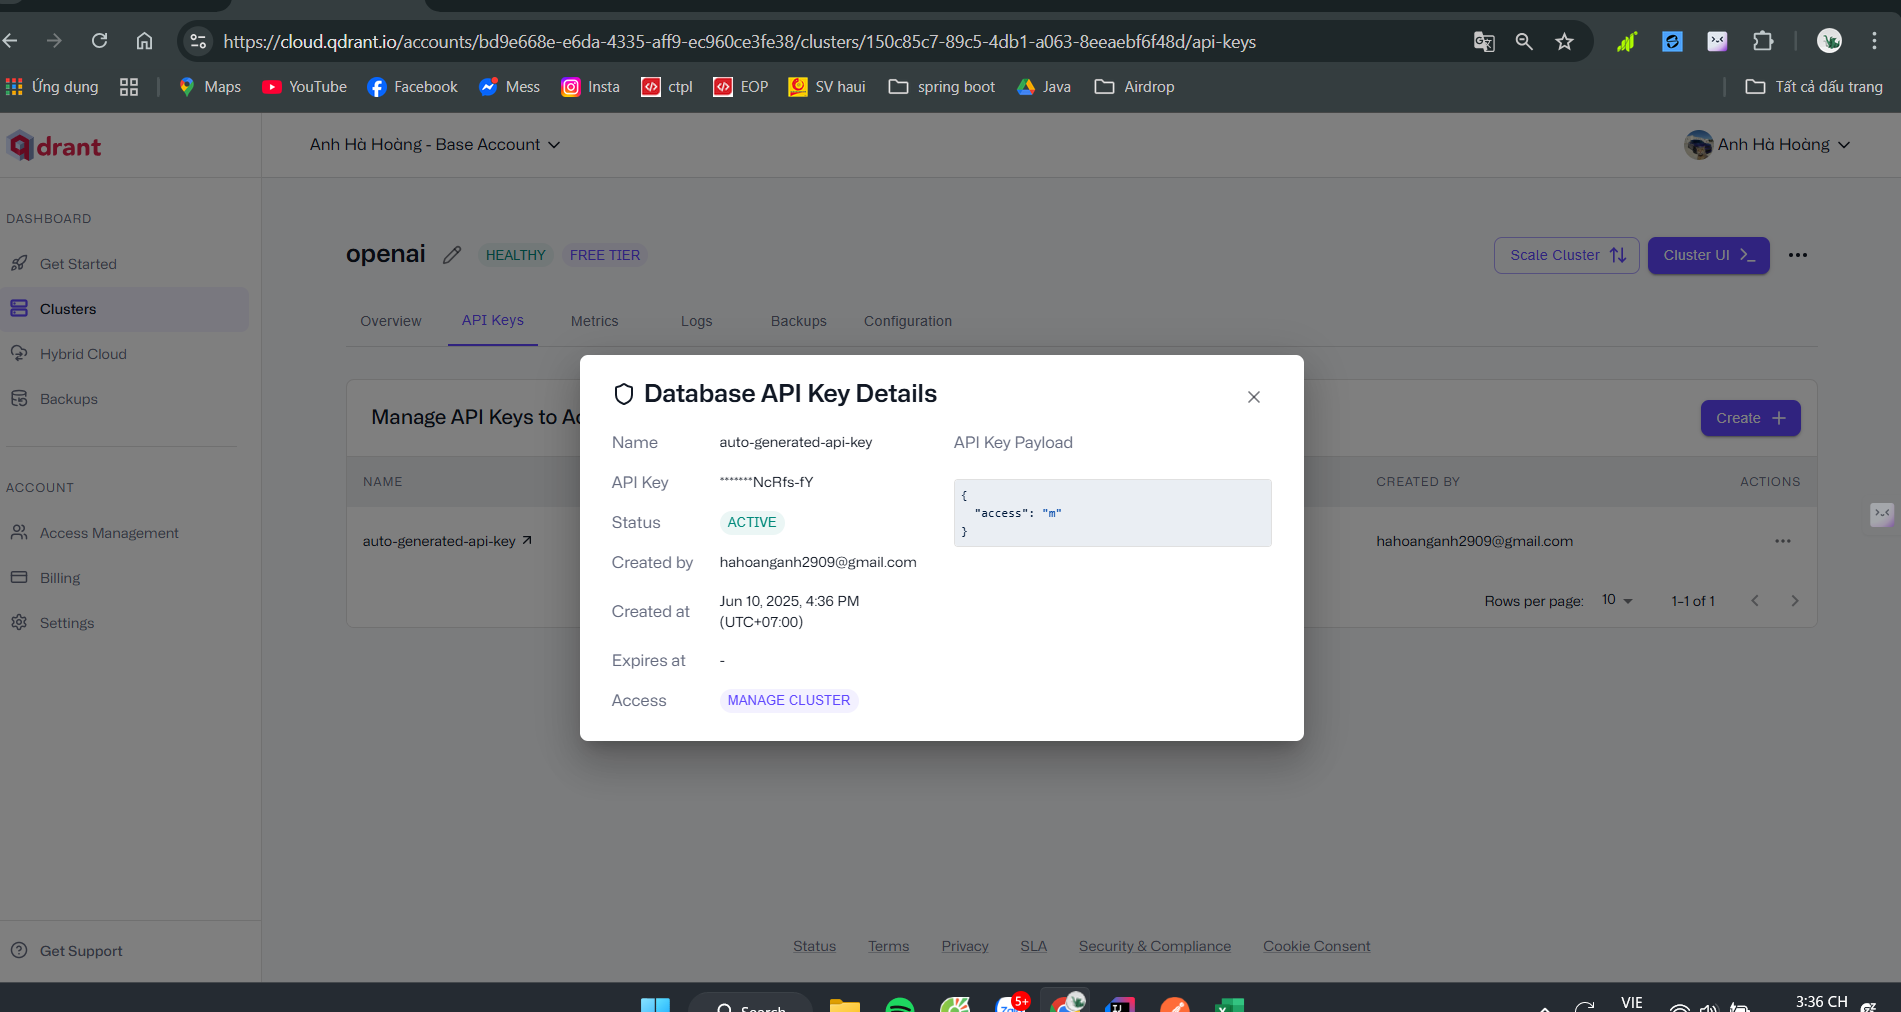 https://cloud.qdrant.io/accounts/bd9e668e-e6da-4335-aff9-ec960ce3fe38/clusters/150c85c7-89c5-4db1-a063-8eeaebf6f48d/api-keys
Ứng dụng Maps YouTube Facebook Mess Insta ctpl EOP SV haui spring boot Java Airdrop Tất cả dấu trang
qdrant
Anh Hà Hoàng - Base Account
Anh Hà Hoàng
DASHBOARD
Get Started
Clusters
Hybrid Cloud
Backups
ACCOUNT
Access Management
Billing
Settings
Get Support
openai HEALTHY FREE TIER
Scale Cluster Cluster UI
Overview API Keys Metrics Logs Backups Configuration
Manage API Keys to
Create
NAME CREATED BY ACTIONS
auto-generated-api-key hahoanganh2909@gmail.com
Rows per page: 10 1-1 of 1
Database API Key Details
Name auto-generated-api-key
API Key *******NcRfs-fY
Status ACTIVE
Created by hahoanganh2909@gmail.com
Created at Jun 10, 2025, 4:36 PM
(UTC+07:00)
Expires at -
Access MANAGE CLUSTER
API Key Payload
{
"access": "m"
}
Status Terms Privacy SLA Security & Compliance Cookie Consent
Search
5+
VIE
3:36 CH